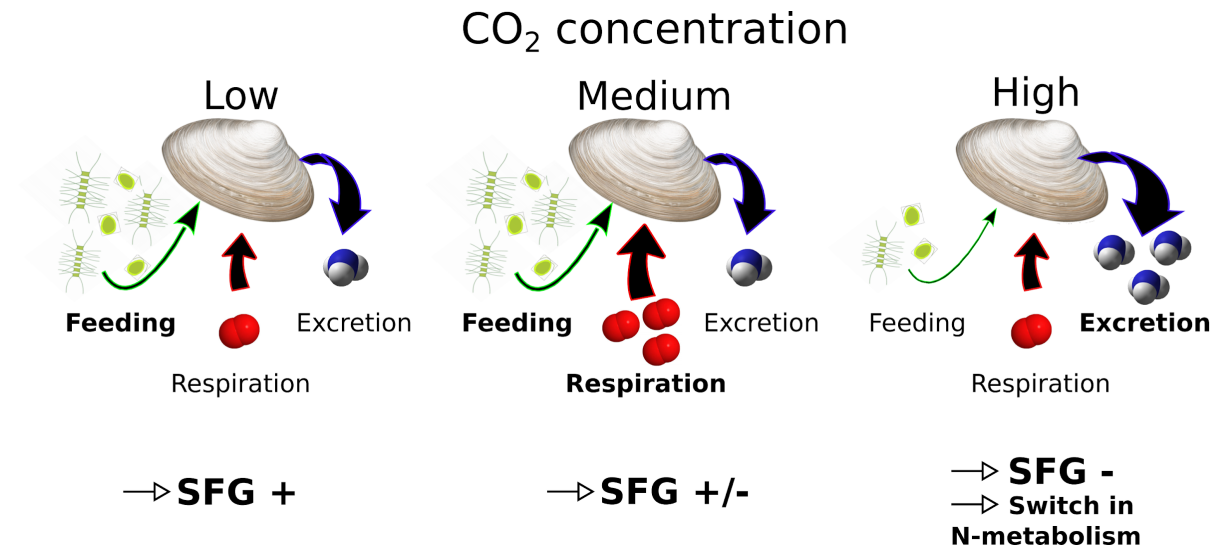 CO₂ concentration
Low
Medium
High
Feeding
Excretion
Respiration
Feeding
Excretion
Respiration
Feeding
Excretion
Respiration
SFG +
SFG +/-
SFG -
Switch in
N-metabolism